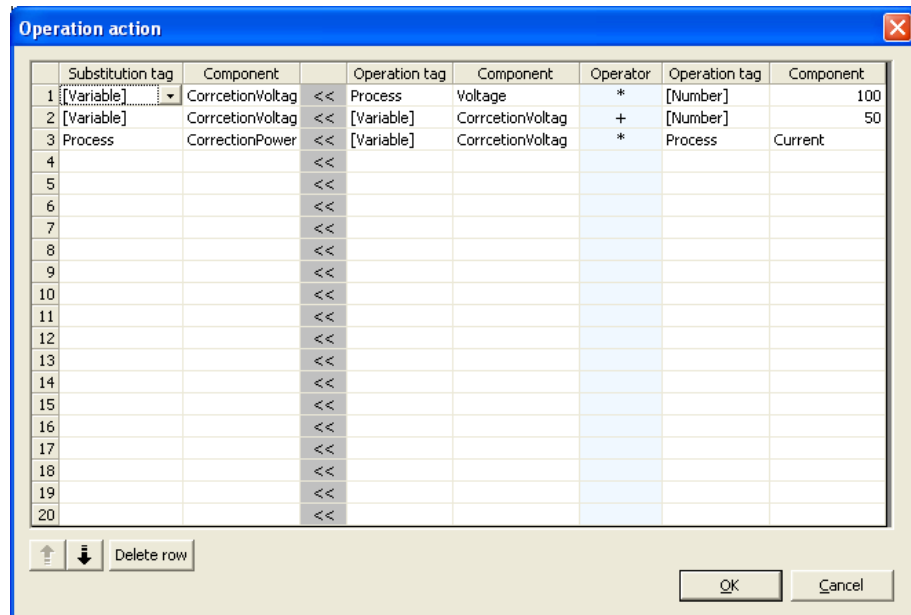 Operation action
Substitution tag Component Operation tag Component Operator Operation tag Component
1 [Variable] CorrcetionVoltag << Process Voltage * [Number] 100
2 [Variable] CorrcetionVoltag << [Variable] CorrcetionVoltag + [Number] 50
3 Process CorrectionPower << [Variable] CorrcetionVoltag * Process Current
4 <<
5 <<
6 <<
7 <<
8 <<
9 <<
10 <<
11 <<
12 <<
13 <<
14 <<
15 <<
16 <<
17 <<
18 <<
19 <<
20 <<
Delete row
OK Cancel